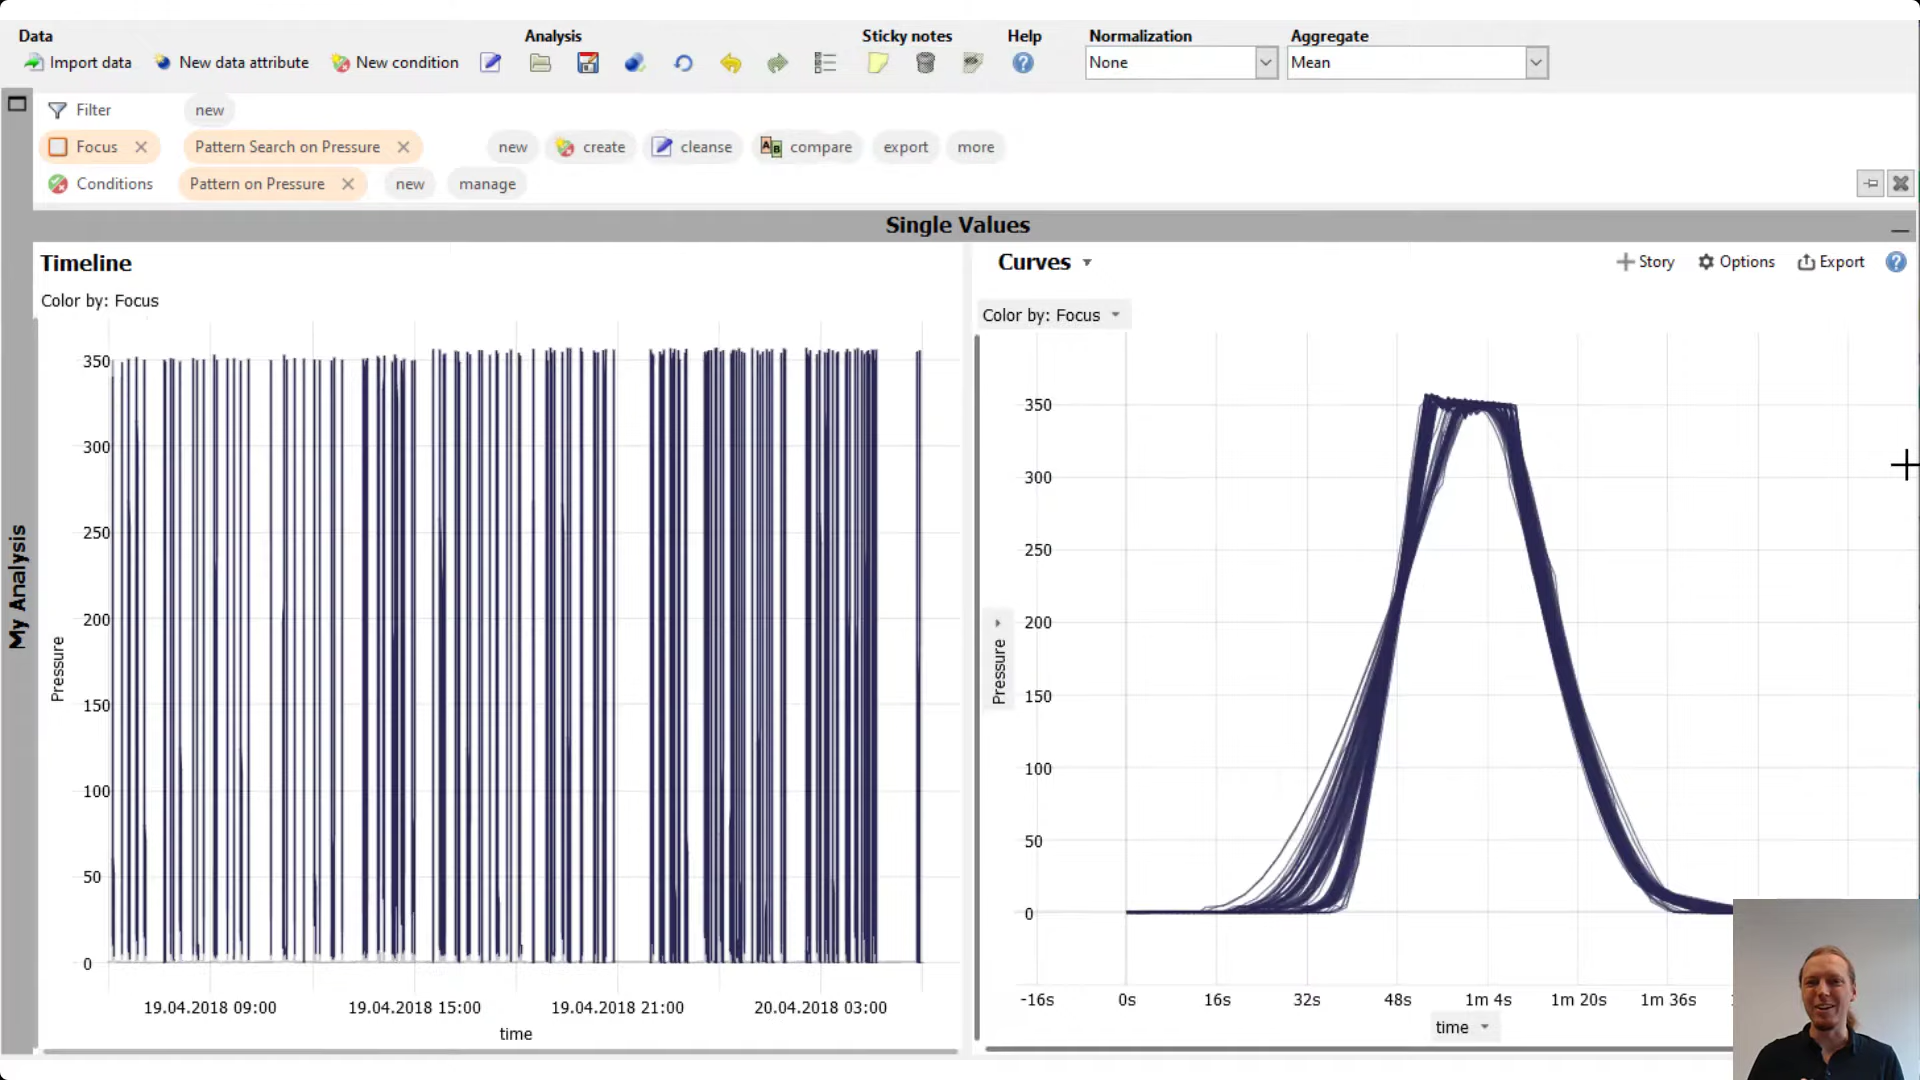 Data Analysis Sticky notes Help Normalization Aggregate
Import data New data attribute New condition None Mean
Filter new
Focus Pattern Search on Pressure new create cleanse compare export more
Conditions Pattern on Pressure new manage
Single Values
My Analysis
Timeline
Color by: Focus
Pressure
350
300
250
200
150
100
50
0
19.04.2018 09:00 19.04.2018 15:00 19.04.2018 21:00 20.04.2018 03:00
time
Curves Story Options Export
Color by: Focus
Pressure
350
300
250
200
150
100
50
0
-16s 0s 16s 32s 48s 1m 4s 1m 20s 1m 36s
time